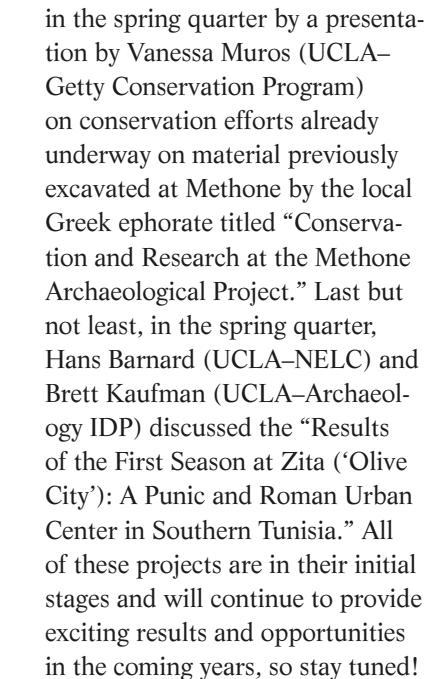 in the spring quarter by a presenta-
tion by Vanessa Muros (UCLA–
Getty Conservation Program)
on conservation efforts already
underway on material previously
excavated at Methone by the local
Greek ephorate titled “Conserva-
tion and Research at the Methone
Archaeological Project.” Last but
not least, in the spring quarter,
Hans Barnard (UCLA–NELC) and
Brett Kaufman (UCLA–Archaeol-
ogy IDP) discussed the “Results
of the First Season at Zita (‘Olive
City’): A Punic and Roman Urban
Center in Southern Tunisia.” All
of these projects are in their initial
stages and will continue to provide
exciting results and opportunities
in the coming years, so stay tuned!